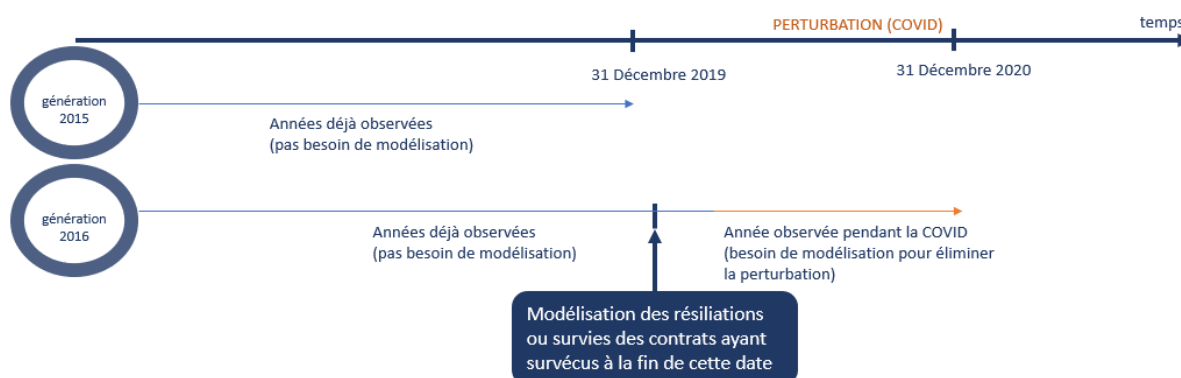 PERTURBATION (COVID)
temps
31 Décembre 2019
31 Décembre 2020
génération
2015
Années déjà observées
(pas besoin de modélisation)
génération
2016
Années déjà observées
(pas besoin de modélisation)
Année observée pendant la COVID
(besoin de modélisation pour éliminer
la perturbation)
Modélisation des résiliations
ou survies des contrats ayant
survécus à la fin de cette date